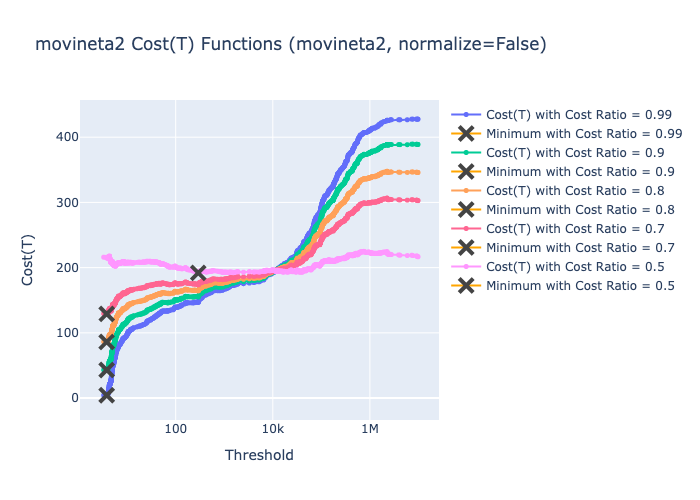 movineta2 Cost(T) Functions (movineta2, normalize=False)
Cost(T) with Cost Ratio = 0.99
Minimum with Cost Ratio = 0.99
Cost(T) with Cost Ratio = 0.9
Minimum with Cost Ratio = 0.9
Cost(T) with Cost Ratio = 0.8
Minimum with Cost Ratio = 0.8
Cost(T) with Cost Ratio = 0.7
Minimum with Cost Ratio = 0.7
Cost(T) with Cost Ratio = 0.5
Minimum with Cost Ratio = 0.5
Cost(T)
400
300
200
100
0
100
10k
1M
Threshold